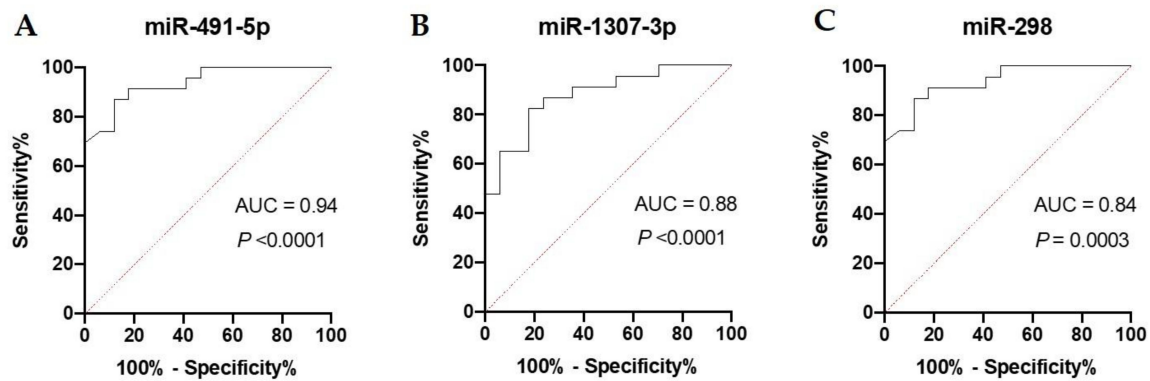 A
miR-491-5p
100
80
60
40
20
0
Sensitivity%
AUC = 0.94
P <0.0001
0 20 40 60 80 100
100% - Specificity%
B
miR-1307-3p
100
80
60
40
20
0
Sensitivity%
AUC = 0.88
P <0.0001
0 20 40 60 80 100
100% - Specificity%
C
miR-298
100
80
60
40
20
0
Sensitivity%
AUC = 0.84
P = 0.0003
0 20 40 60 80 100
100% - Specificity%